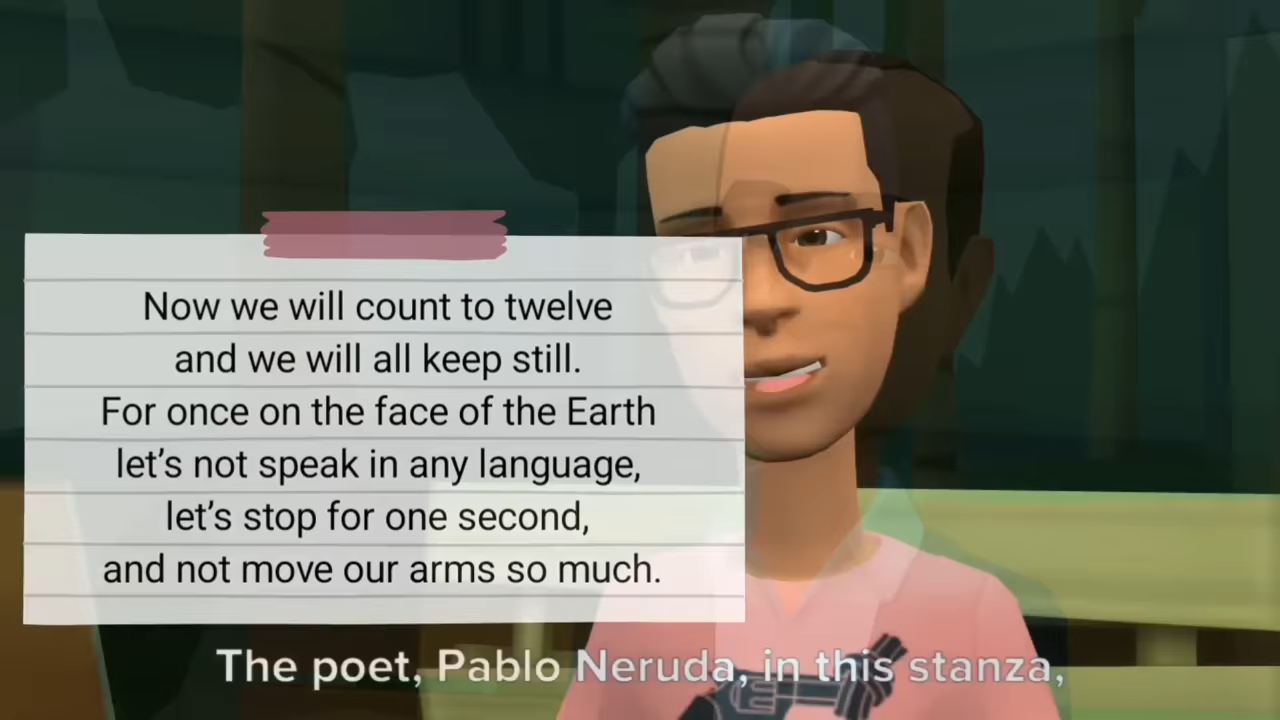 Now we will count to twelve
and we will all keep still.
For once on the face of the Earth
let’s not speak in any language,
let’s stop for one second,
and not move our arms so much.
The poet, Pablo Neruda, in this stanza,